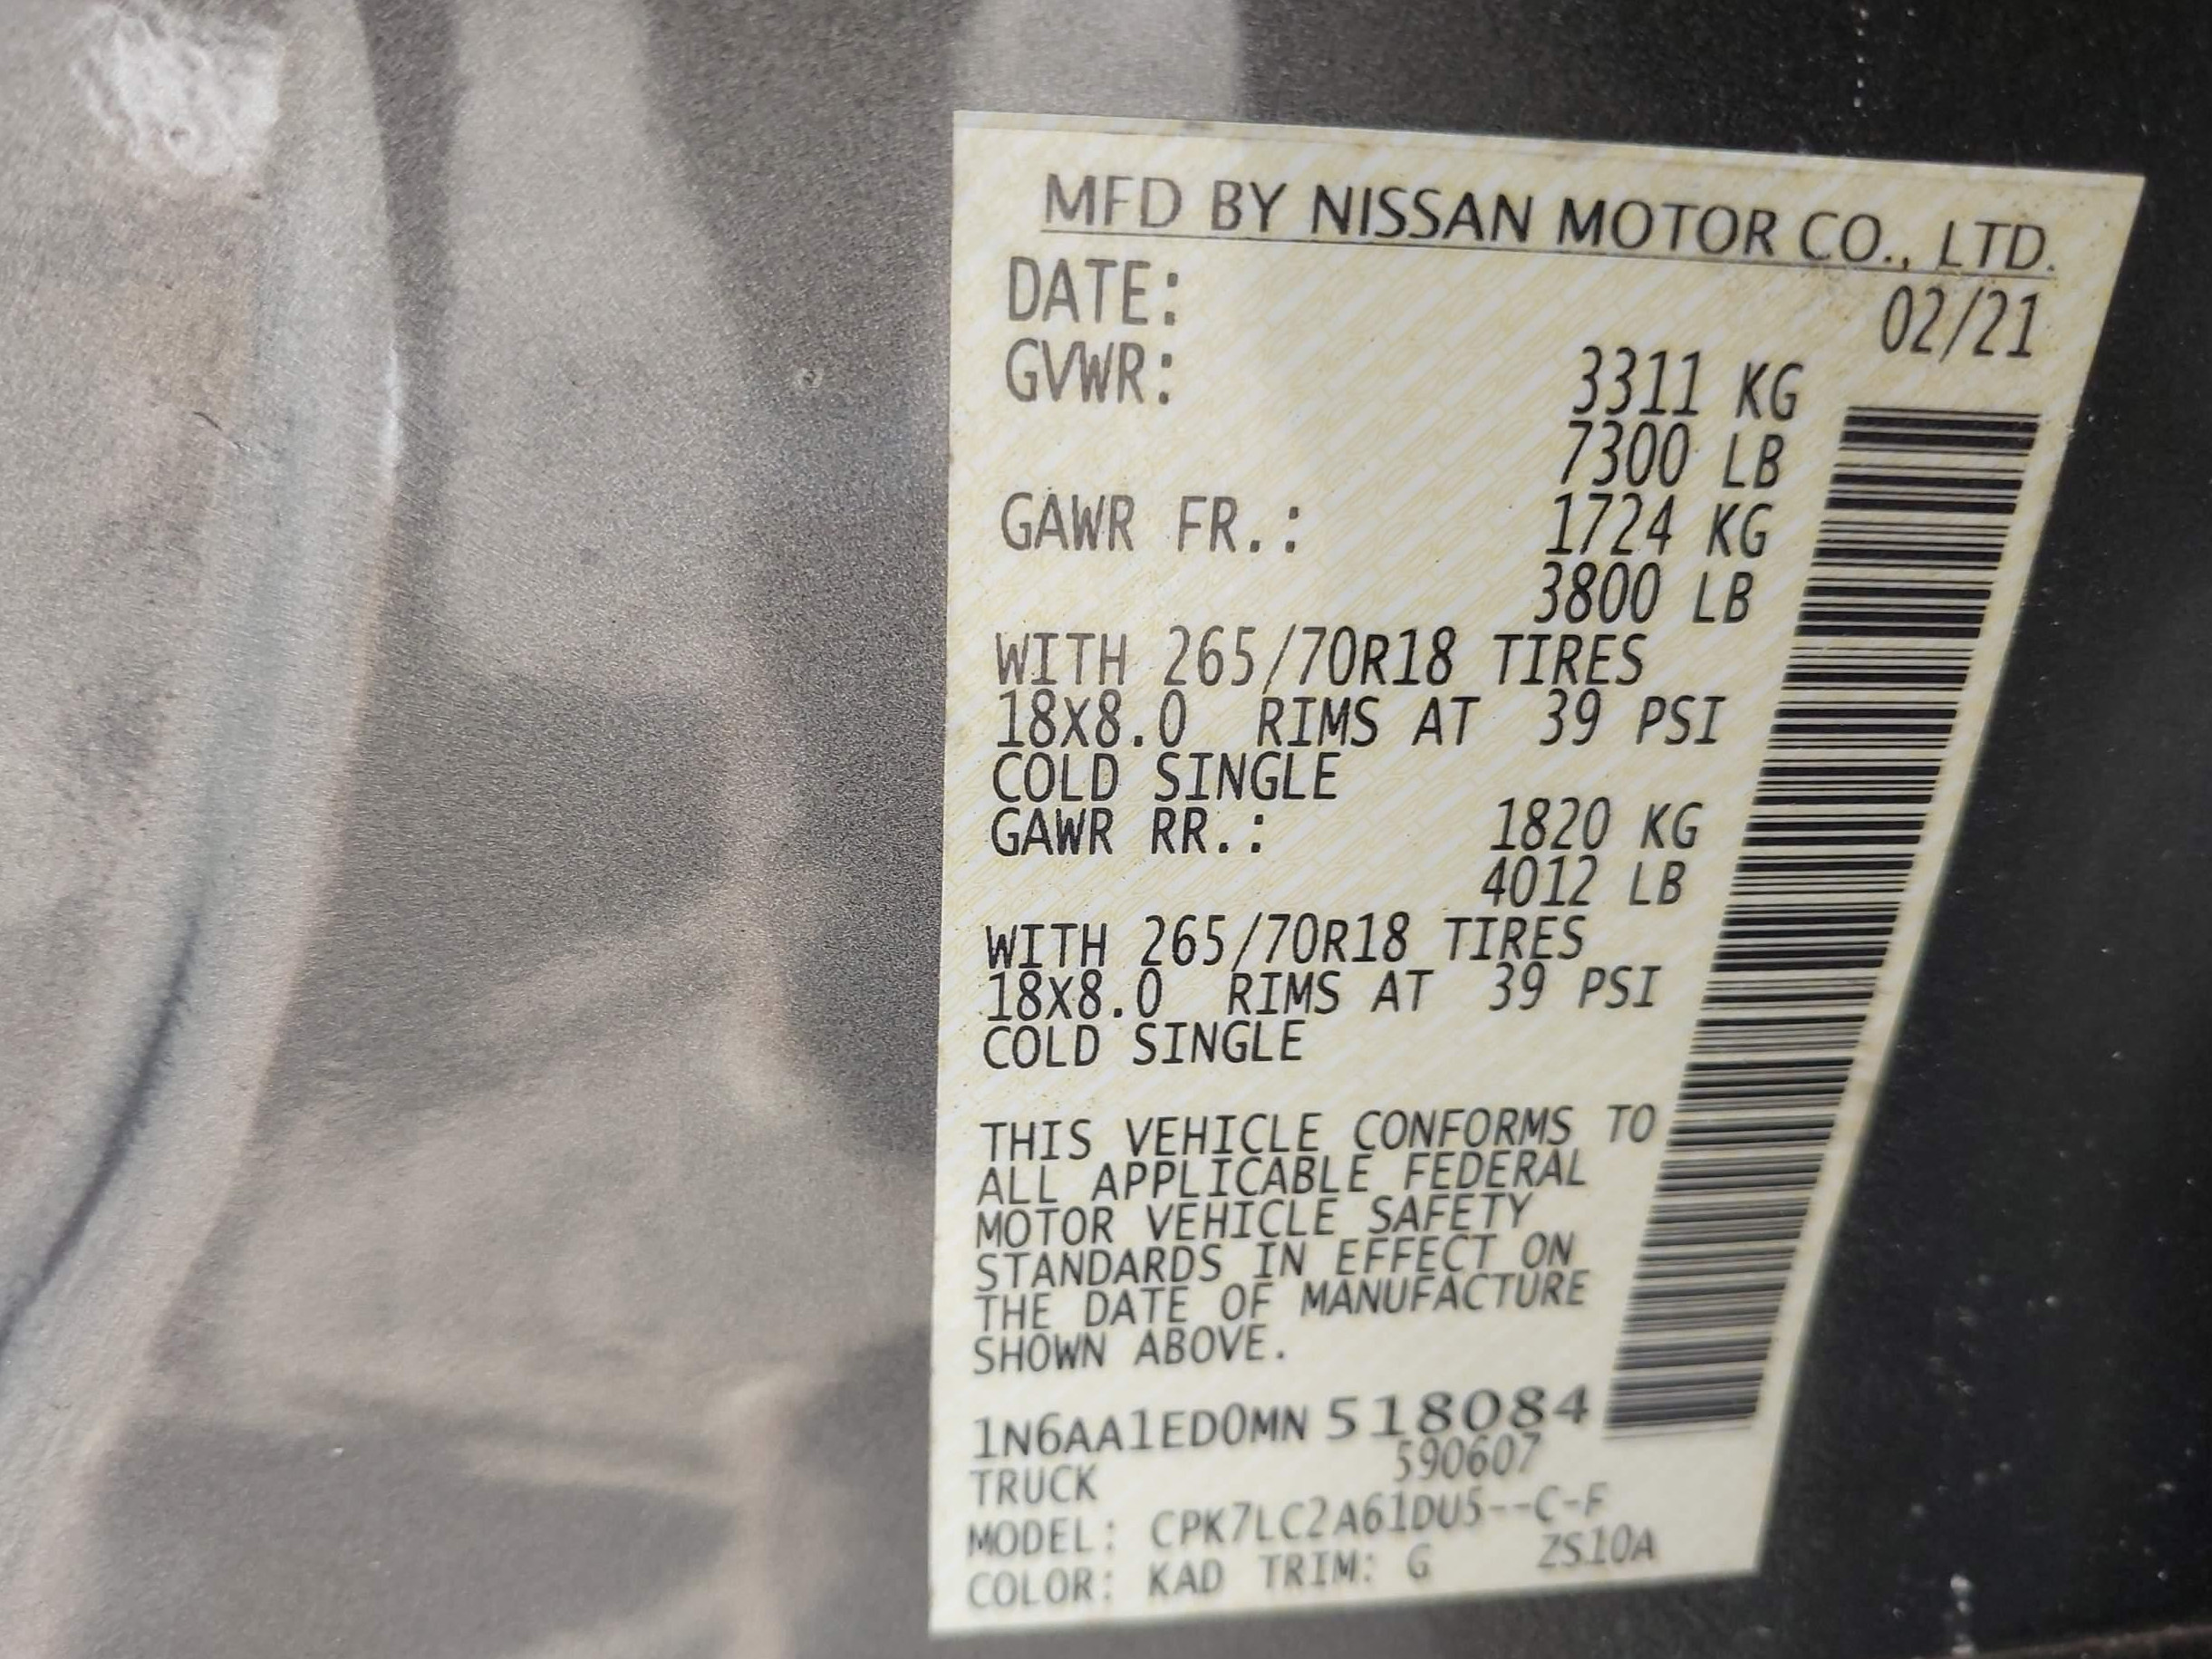 MFD BY NISSAN MOTOR CO., LTD.
DATE: 02/21
GVWR: 3311 KG
7300 LB
GAWR FR.: 1724 KG
3800 LB
WITH 265/70R18 TIRES
18X8.0 RIMS AT 39 PSI
COLD SINGLE
GAWR RR.: 1820 KG
4012 LB
WITH 265/70R18 TIRES
18X8.0 RIMS AT 39 PSI
COLD SINGLE
THIS VEHICLE CONFORMS TO
ALL APPLICABLE FEDERAL
MOTOR VEHICLE SAFETY
STANDARDS IN EFFECT ON
THE DATE OF MANUFACTURE
SHOWN ABOVE.
1N6AA1ED0MN 518084
TRUCK 590607
MODEL: CPK7LC2A61DU5--C-F
COLOR: KAD TRIM: G ZS10A